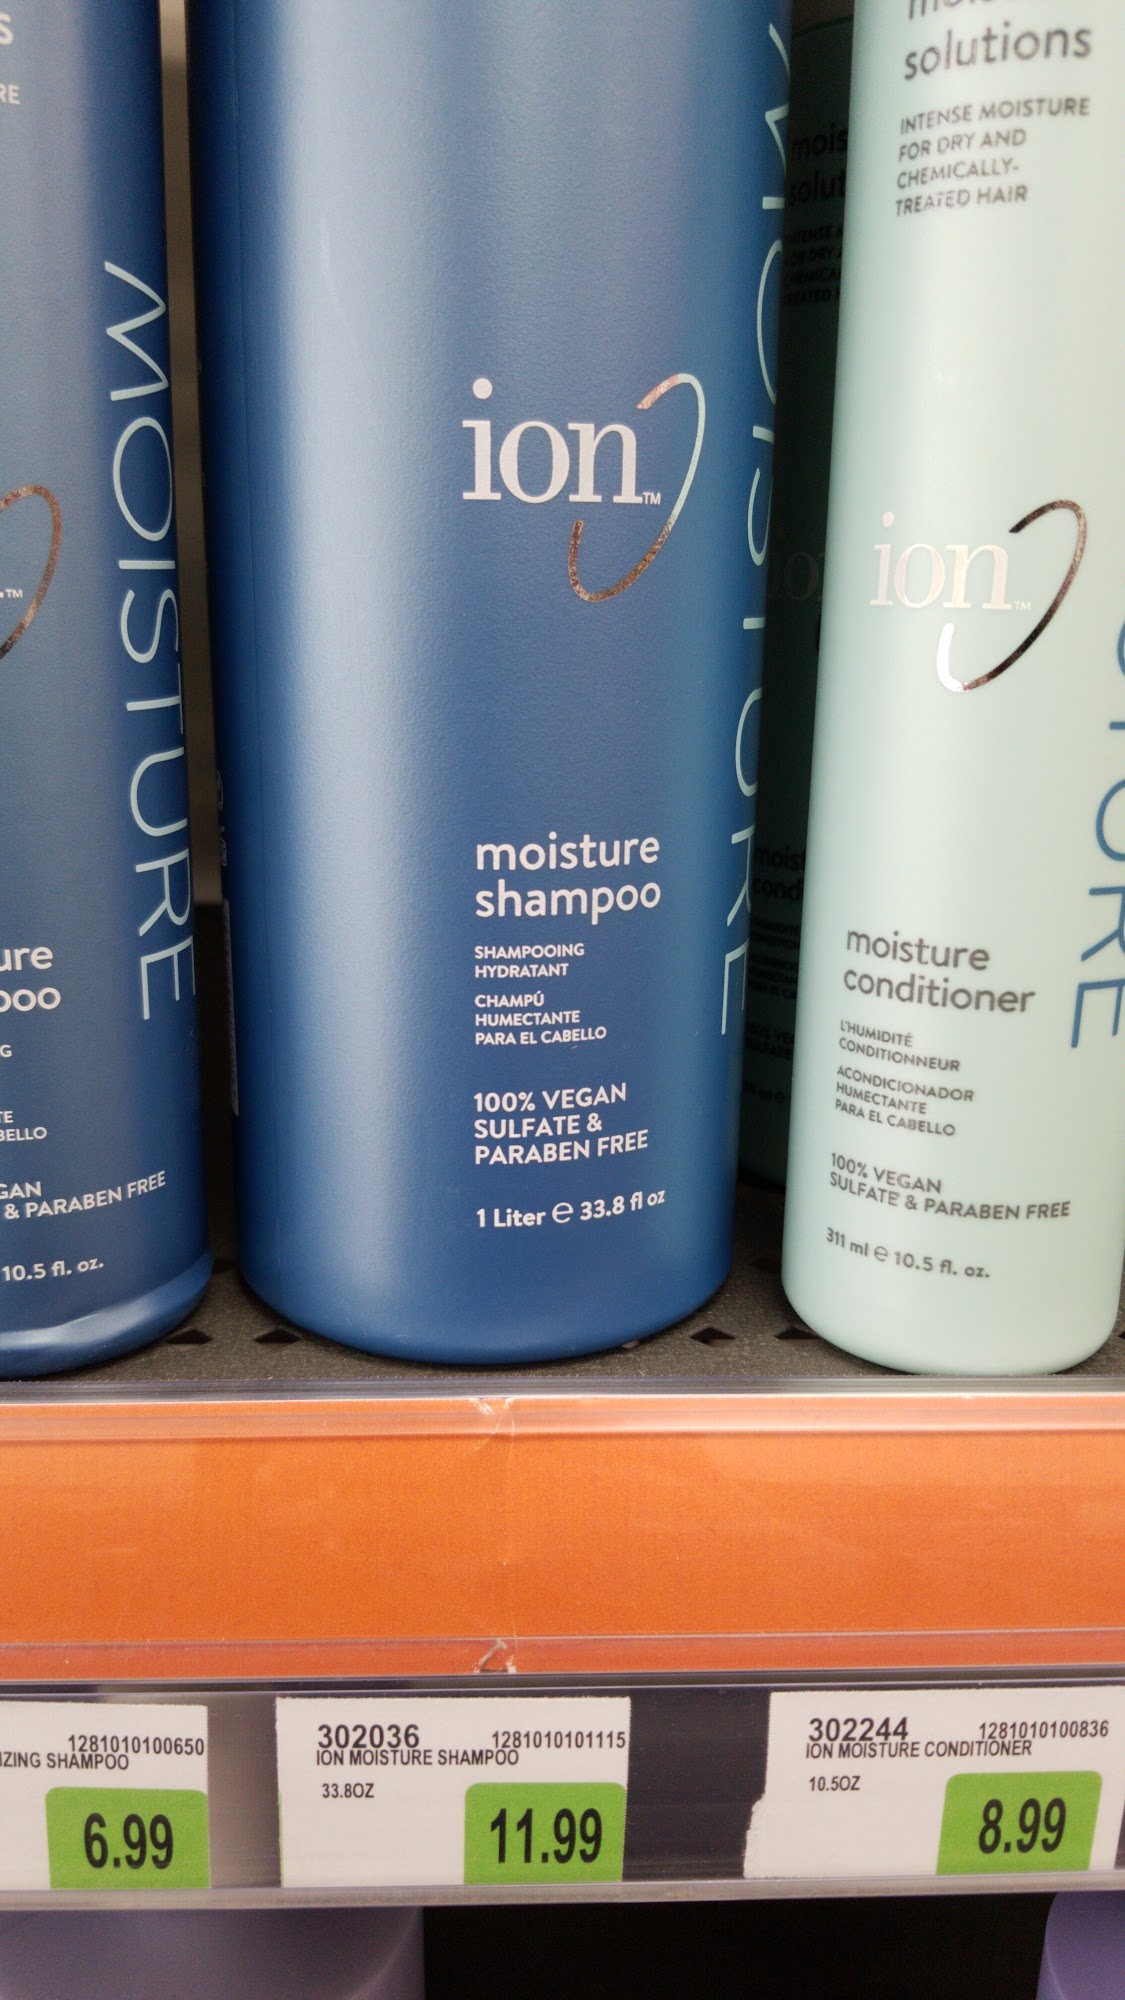 MOISTURE
TM
BELLO
& PARABEN FREE
10.5 fl. oz.
ion TM
moisture
shampoo
SHAMPOOING
HYDRATANT
CHAMPÚ
HUMECTANTE
PARA EL CABELLO
100% VEGAN
SULFATE &
PARABEN FREE
1 Liter e 33.8 fl oz
MOISTURE
solutions
INTENSE MOISTURE
FOR DRY AND
CHEMICALLY-
TREATED HAIR
ion TM
moisture
conditioner
L'HUMIDITÉ
CONDITIONNEUR
ACONDICIONADOR
HUMECTANTE
PARA EL CABELLO
100% VEGAN
SULFATE & PARABEN FREE
311 ml e 10.5 fl. oz.
1281010100650
IZING SHAMPOO
6.99
302036 1281010101115
ION MOISTURE SHAMPOO
33.8OZ
11.99
302244 1281010100836
ION MOISTURE CONDITIONER
10.5OZ
8.99